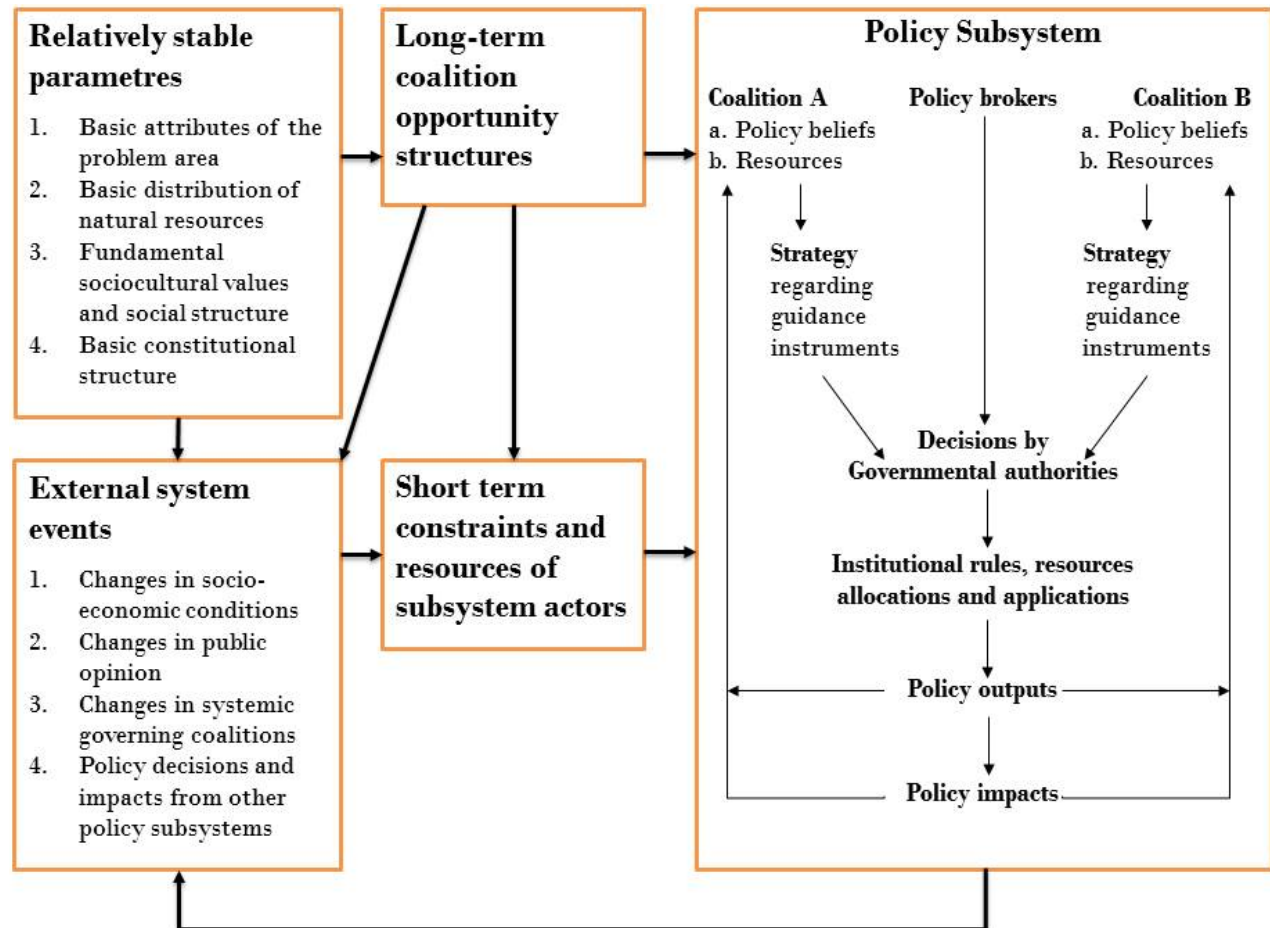 Relatively stable
parametres
1. Basic attributes of the
problem area
2. Basic distribution of
natural resources
3. Fundamental
sociocultural values
and social structure
4. Basic constitutional
structure
Long-term
coalition
opportunity
structures
External system
events
1. Changes in socio-
economic conditions
2. Changes in public
opinion
3. Changes in systemic
governing coalitions
4. Policy decisions and
impacts from other
policy subsystems
Short term
constraints and
resources of
subsystem actors
Policy Subsystem
Coalition A
a. Policy beliefs
b. Resources
Policy brokers
Coalition B
a. Policy beliefs
b. Resources
Strategy
regarding
guidance
instruments
Strategy
regarding
guidance
instruments
Decisions by
Governmental authorities
Institutional rules, resources
allocations and applications
Policy outputs
Policy impacts